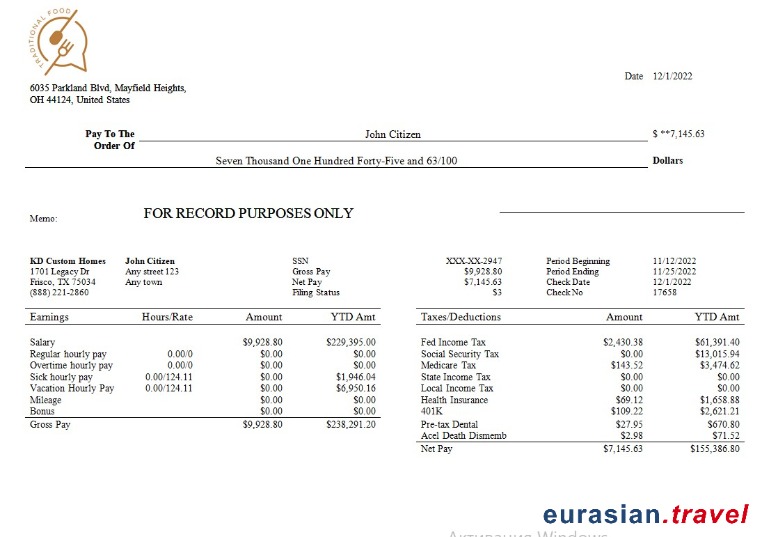 TRADITIONAL FOOD
6035 Parkland Blvd, Mayfield Heights,
OH 44124, United States
Date 12/1/2022
Pay To The
Order Of
John Citizen
$ **7,145.63
Seven Thousand One Hundred Forty-Five and 63/100
Dollars
Memo:
FOR RECORD PURPOSES ONLY
KD Custom Homes John Citizen SSN XXX-XX-2947 Period Beginning 11/12/2022
1701 Legacy Dr Any street 123 Gross Pay $9,928.80 Period Ending 11/25/2022
Frisco, TX 75034 Any town Net Pay $7,145.63 Check Date 12/1/2022
(888) 221-2860 Filing Status $3 Check No 17658
Earnings Hours/Rate Amount YTD Amt
Salary $9,928.80 $229,395.00
Regular hourly pay 0.00/0 $0.00 $0.00
Overtime hourly pay 0.00/0 $0.00 $0.00
Sick hourly pay 0.00/124.11 $0.00 $1,946.04
Vacation Hourly Pay 0.00/124.11 $0.00 $6,950.16
Mileage $0.00 $0.00
Bonus $0.00 $0.00
Gross Pay $9,928.80 $238,291.20
Taxes/Deductions Amount YTD Amt
Fed Income Tax $2,430.38 $61,391.40
Social Security Tax $0.00 $13,015.94
Medicare Tax $143.52 $3,474.62
State Income Tax $0.00 $0.00
Local Income Tax $0.00 $0.00
Health Insurance $69.12 $1,658.88
401K $109.22 $2,621.21
Pre-tax Dental $27.95 $670.80
Acel Death Dismemb $2.98 $71.52
Net Pay $7,145.63 $155,386.80
eurasian.travel
Активация Windows